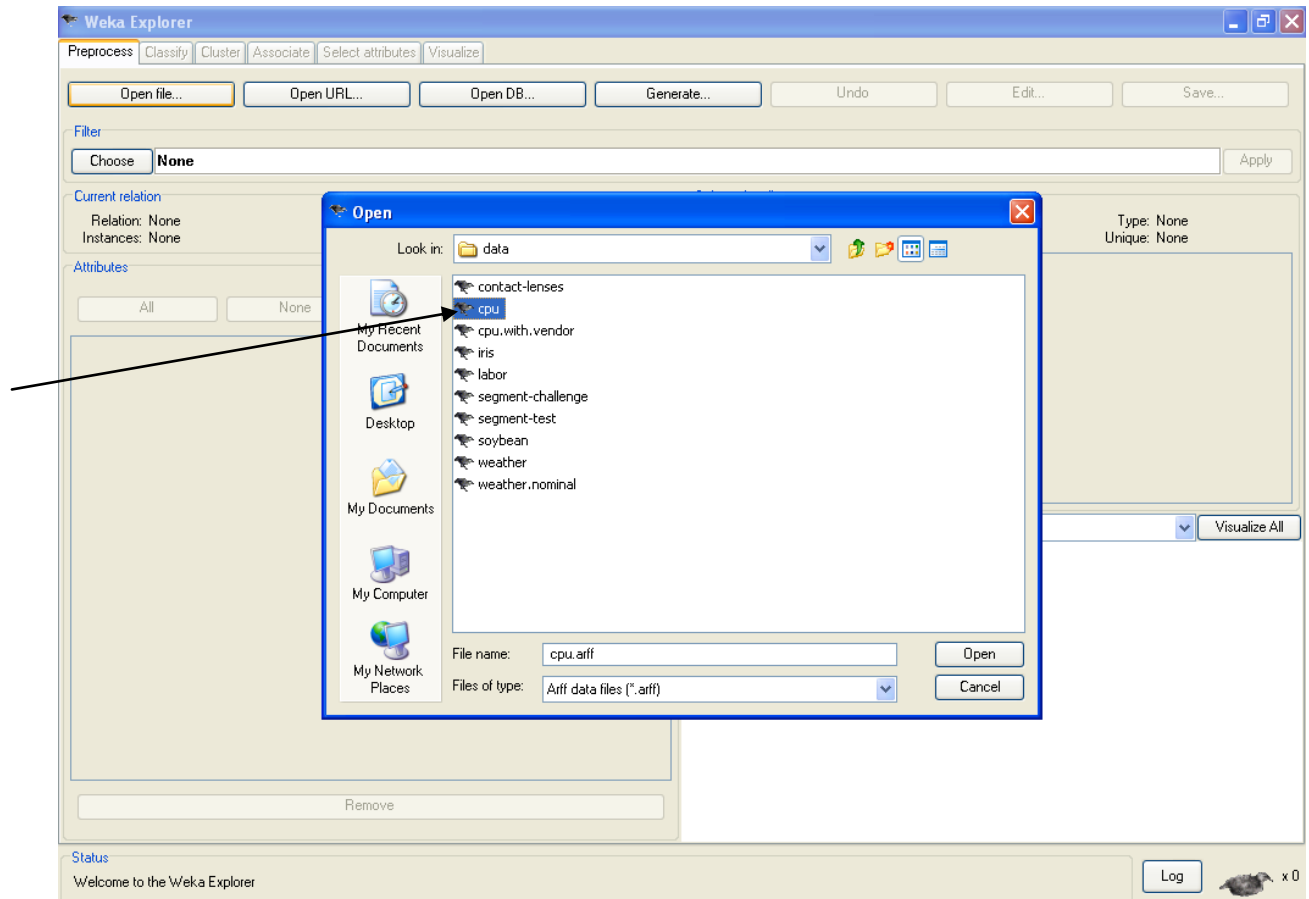 Weka Explorer
Preprocess Classify Cluster Associate Select attributes Visualize
Open file... Open URL... Open DB... Generate... Undo Edit... Save...
Filter
Choose None Apply
Current relation
Relation: None
Instances: None
Type: None
Unique: None
Attributes
All None
Open
Look in: data
My Recent
Documents
Desktop
My Documents
My Computer
My Network
Places
contact-lenses
cpu
cpu.with.vendor
iris
labor
segment-challenge
segment-test
soybean
weather
weather.nominal
File name: cpu.arff Open
Files of type: Arff data files (*.arff) Cancel
Visualize All
Remove
Status
Welcome to the Weka Explorer
Log x 0